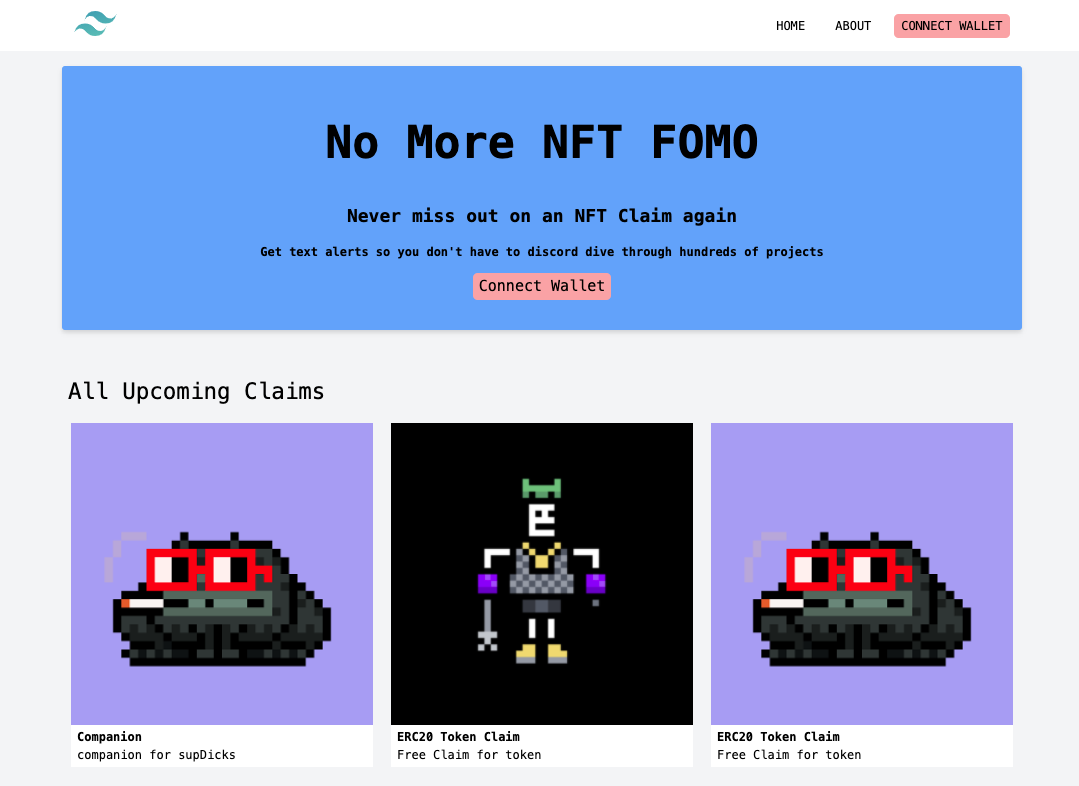 HOME ABOUT CONNECT WALLET
No More NFT FOMO
Never miss out on an NFT Claim again
Get text alerts so you don't have to discord dive through hundreds of projects
Connect Wallet
All Upcoming Claims
Companion
companion for supDicks
ERC20 Token Claim
Free Claim for token
ERC20 Token Claim
Free Claim for token